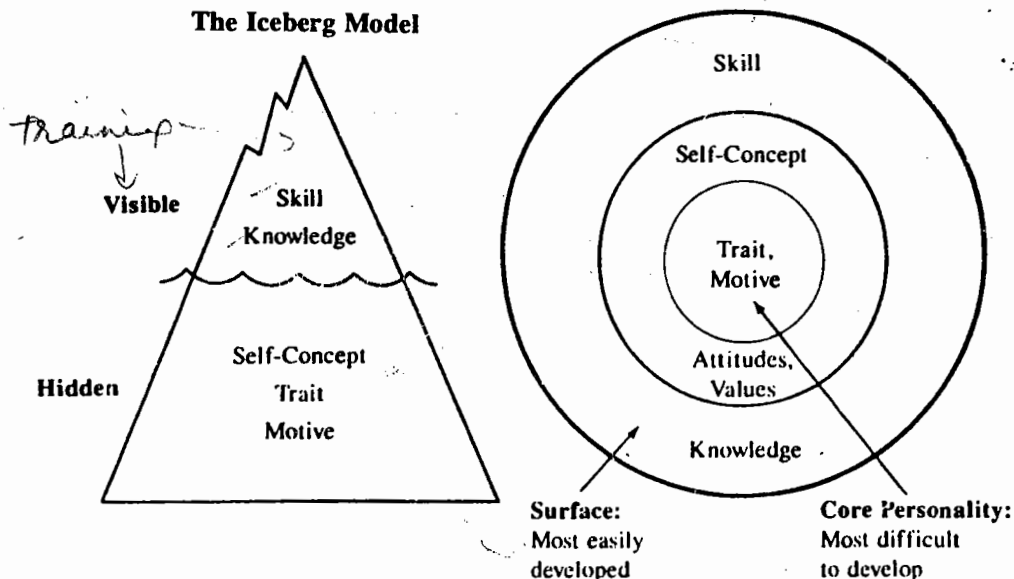 The Iceberg Model
Training
Visible
Skill
Knowledge
Hidden
Self-Concept
Trait
Motive
Skill
Self-Concept
Trait,
Motive
Attitudes,
Values
Knowledge
Surface:
Most easily
developed
Core Personality:
Most difficult
to develop